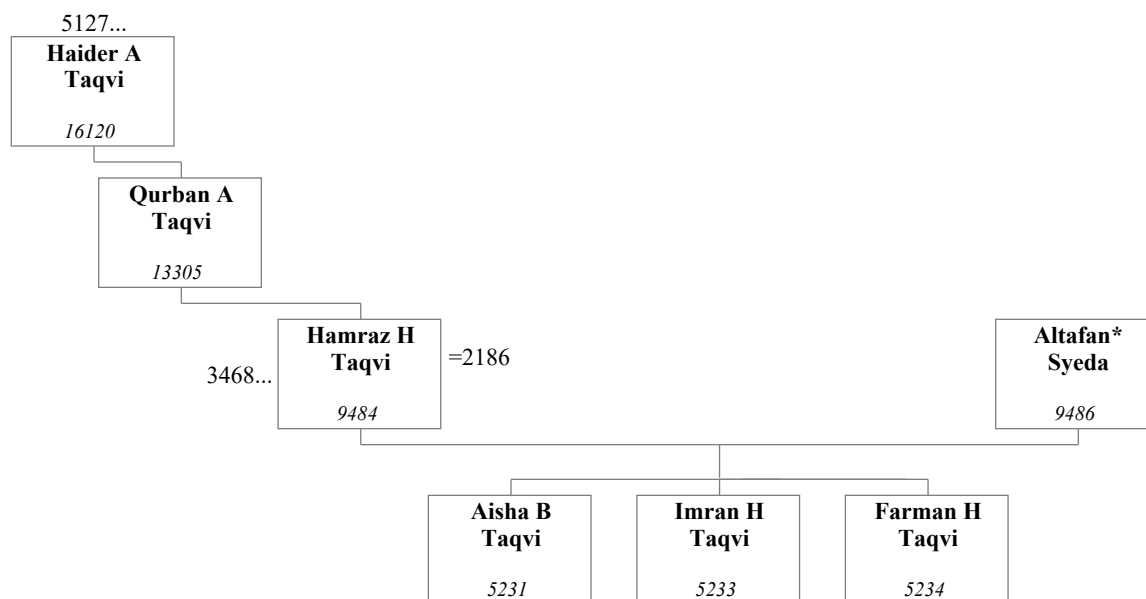 5127...
Haider A
Taqvi
16120
Qurban A
Taqvi
13305
3468...
Hamraz H
Taqvi
9484
=2186
Altafan*
Syeda
9486
Aisha B
Taqvi
5231
Imran H
Taqvi
5233
Farman H
Taqvi
5234